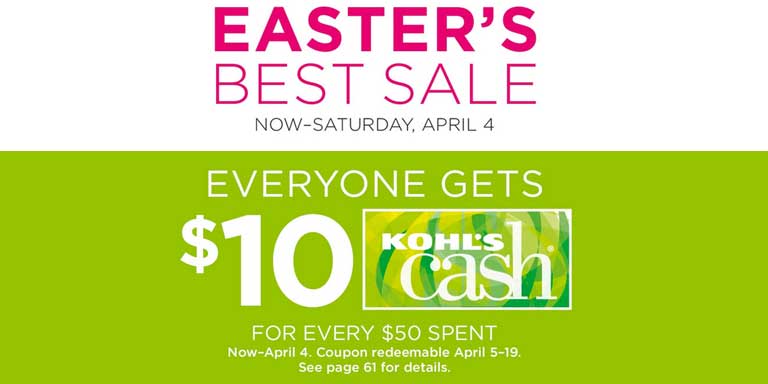 EASTER'S
BEST SALE
NOW–SATURDAY, APRIL 4
EVERYONE GETS
$10
KOHL'S
cash
FOR EVERY $50 SPENT
Now–April 4. Coupon redeemable April 5–19.
See page 61 for details.